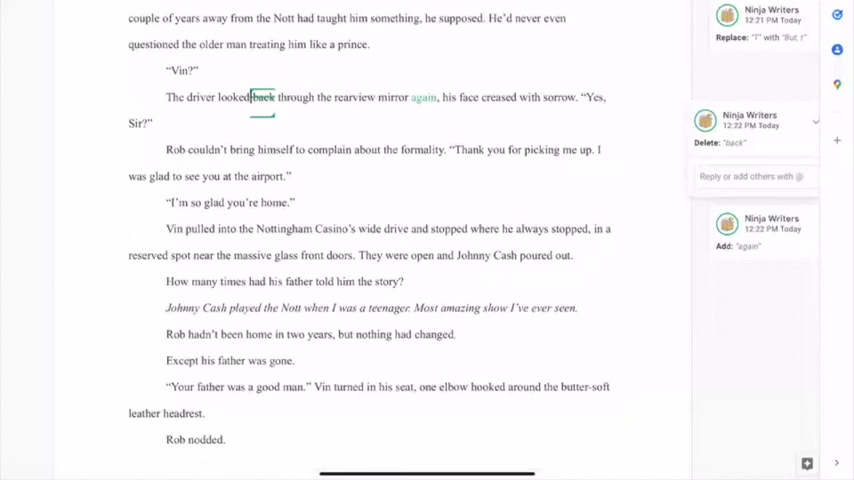 couple of years away from the Nott had taught him something, he supposed. He’d never even
questioned the older man treating him like a prince.
“Vin?”
The driver looked back through the rearview mirror again, his face creased with sorrow. “Yes,
Sir?”
Rob couldn’t bring himself to complain about the formality. “Thank you for picking me up. I
was glad to see you at the airport.”
“I’m so glad you’re home.”
Vin pulled into the Nottingham Casino’s wide drive and stopped where he always stopped, in a
reserved spot near the massive glass front doors. They were open and Johnny Cash poured out.
How many times had his father told him the story?
Johnny Cash played the Nott when I was a teenager. Most amazing show I’ve ever seen.
Rob hadn’t been home in two years, but nothing had changed.
Except his father was gone.
“Your father was a good man.” Vin turned in his seat, one elbow hooked around the butter-soft
leather headrest.
Rob nodded.
Ninja Writers
12:21 PM Today
Replace: “I” with “But, I”
Ninja Writers
12:22 PM Today
Delete: “back”
Reply or add others with @
Ninja Writers
12:22 PM Today
Add: “again”